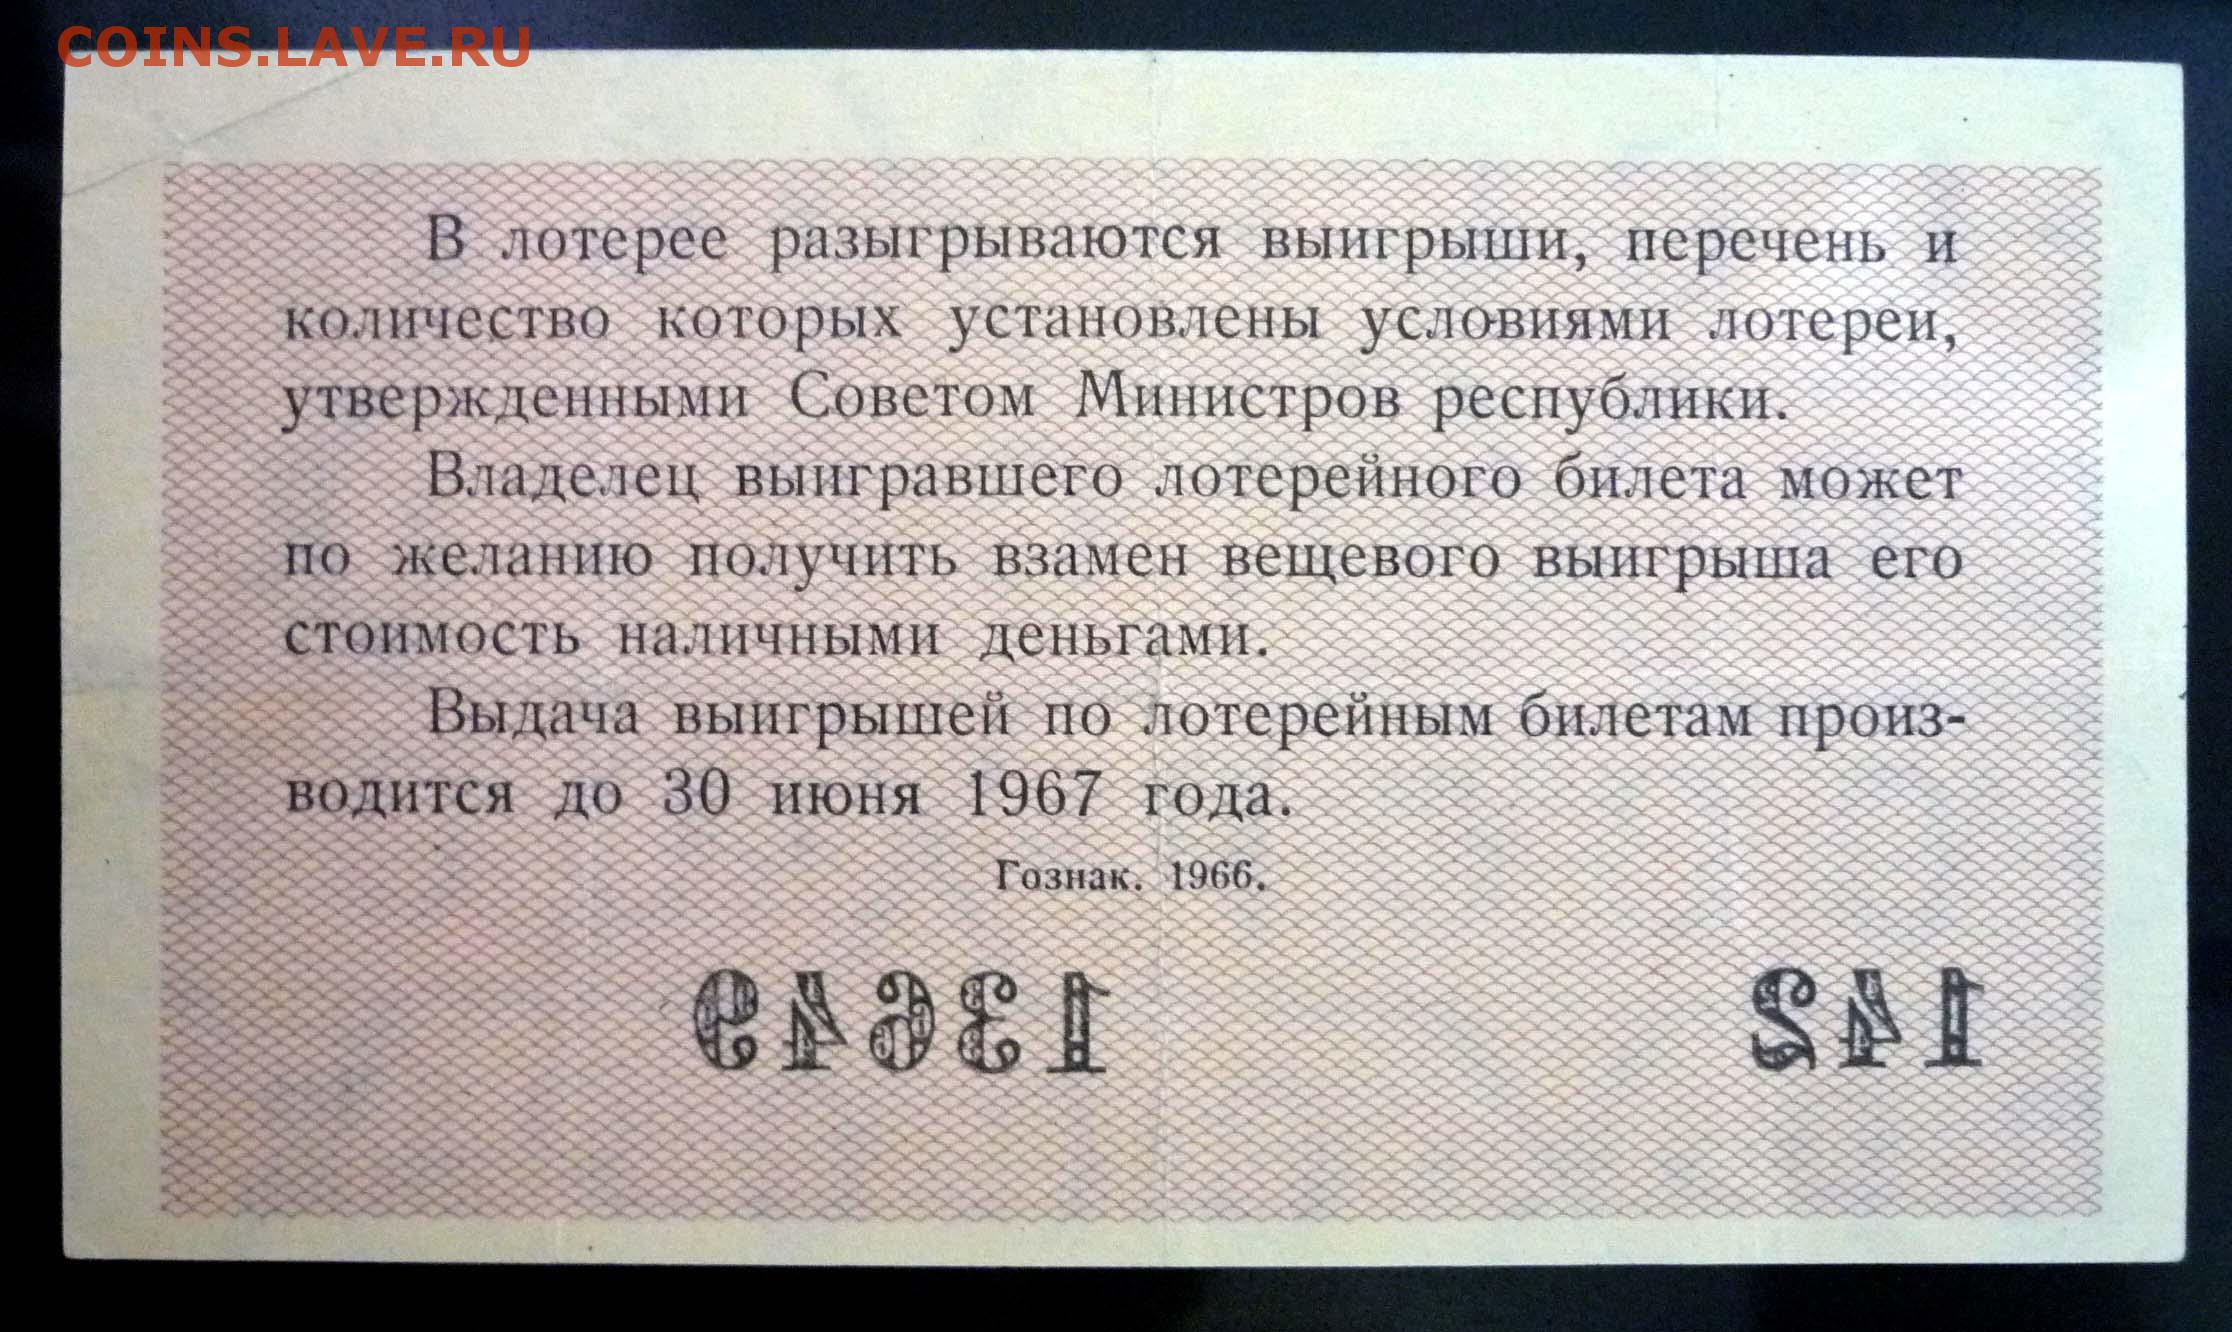 COINS.LAVE.RU
В лотерее разыгрываются выигрыши, перечень и
количество которых установлены условиями лотереи,
утвержденными Советом Министров республики.
Владелец выигравшего лотерейного билета может
по желанию получить взамен вещевого выигрыша его
стоимость наличными деньгами.
Выдача выигрышей по лотерейным билетам произ-
водится до 30 июня 1967 года.
Гознак. 1966.
13649 142